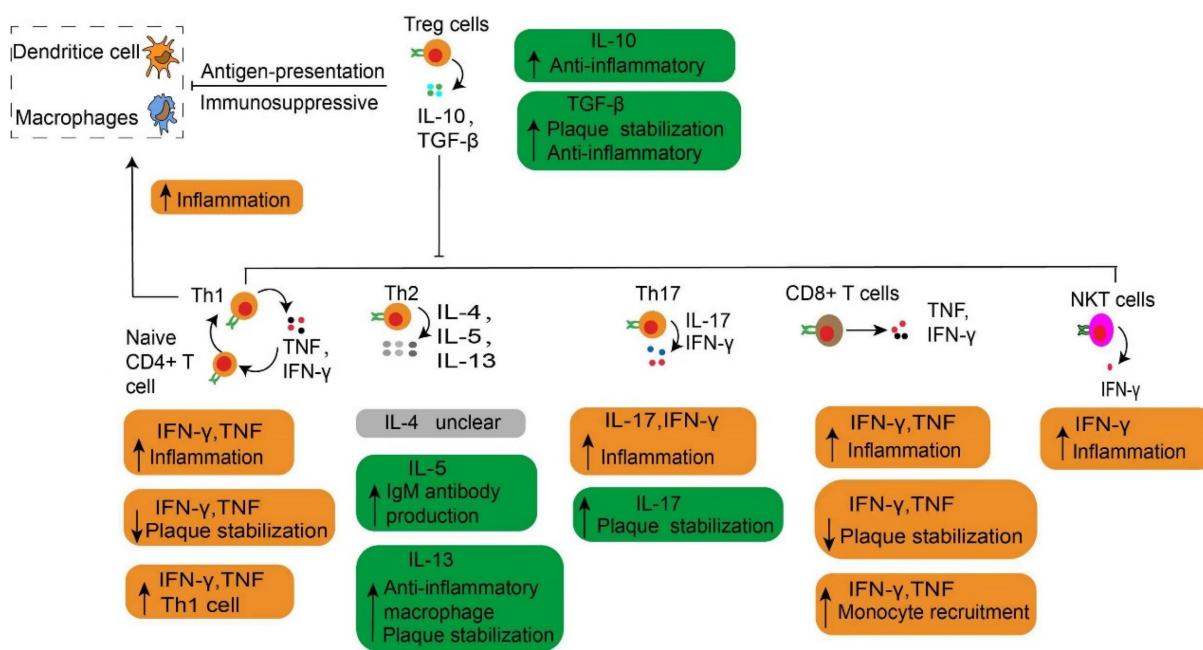 Dendritice cell
Macrophages
Antigen-presentation
Immunosuppressive
Treg cells
IL-10,
TGF-β
IL-10
Anti-inflammatory
TGF-β
Plaque stabilization
Anti-inflammatory
Inflammation
Th1
Naive
CD4+ T
cell
TNF,
IFN-γ
Th2
IL-4,
IL-5,
IL-13
Th17
IL-17
IFN-γ
CD8+ T cells
TNF,
IFN-γ
NKT cells
IFN-γ
IFN-γ,TNF
Inflammation
IFN-γ,TNF
Plaque stabilization
IFN-γ,TNF
Th1 cell
IL-4 unclear
IL-5
IgM antibody
production
IL-13
Anti-inflammatory
macrophage
Plaque stabilization
IL-17,IFN-γ
Inflammation
IL-17
Plaque stabilization
IFN-γ,TNF
Inflammation
IFN-γ,TNF
Plaque stabilization
IFN-γ,TNF
Monocyte recruitment
IFN-γ
Inflammation